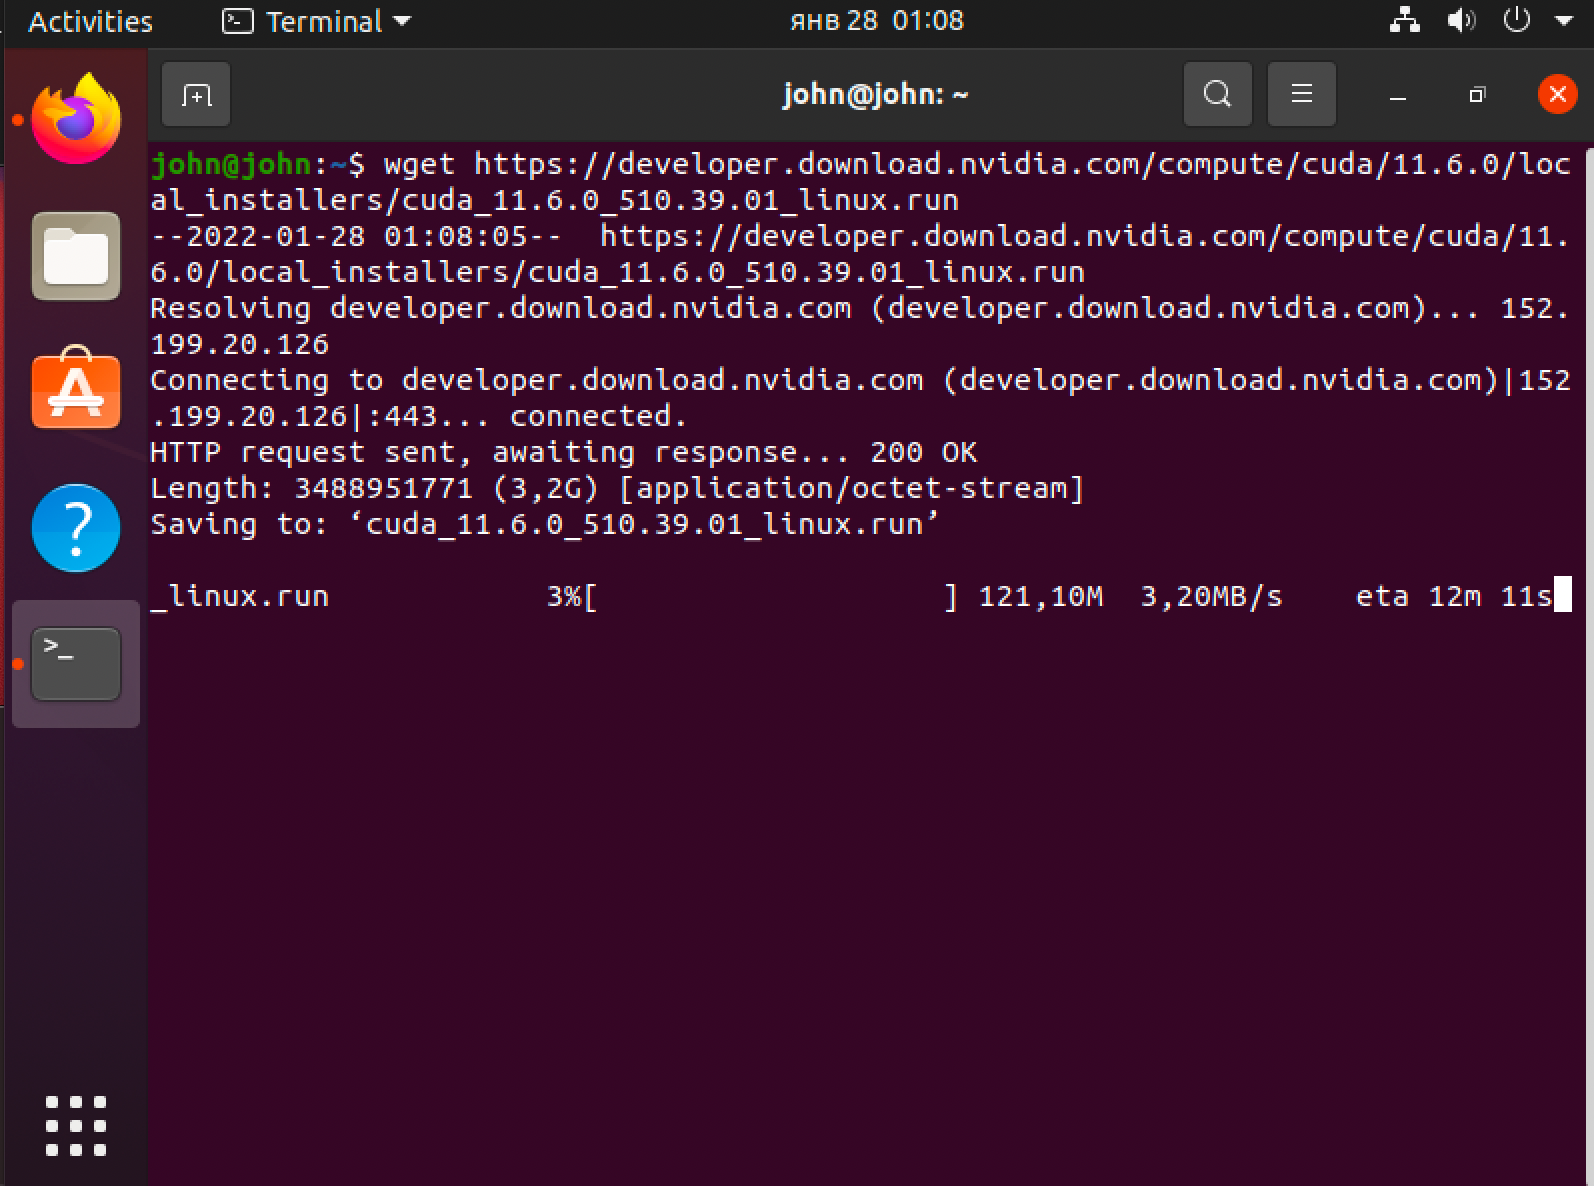 Activities Terminal янв 28 01:08
john@john: ~
john@john:~$ wget https://developer.download.nvidia.com/compute/cuda/11.6.0/loc
al_installers/cuda_11.6.0_510.39.01_linux.run
--2022-01-28 01:08:05--  https://developer.download.nvidia.com/compute/cuda/11.
6.0/local_installers/cuda_11.6.0_510.39.01_linux.run
Resolving developer.download.nvidia.com (developer.download.nvidia.com)... 152.
199.20.126
Connecting to developer.download.nvidia.com (developer.download.nvidia.com)|152
.199.20.126|:443... connected.
HTTP request sent, awaiting response... 200 OK
Length: 3488951771 (3,2G) [application/octet-stream]
Saving to: ‘cuda_11.6.0_510.39.01_linux.run’
_linux.run            3%[                   ] 121,10M  3,20MB/s    eta 12m 11s